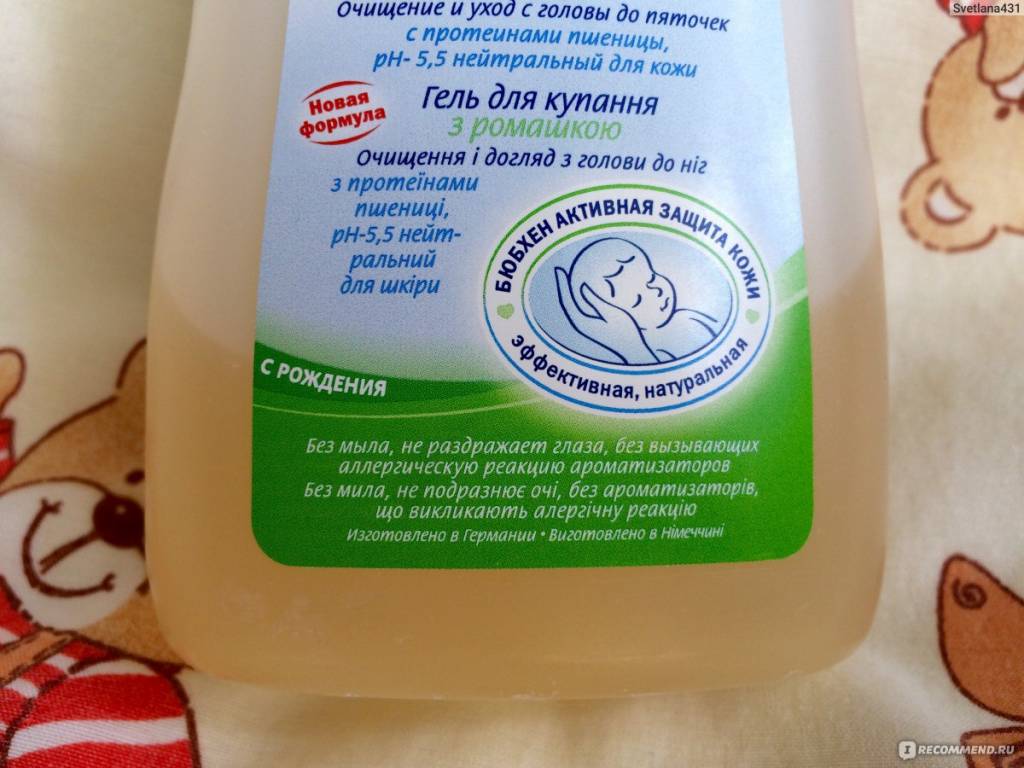 Svetlana431
Очищение и уход с головы до пяточек
с протеинами пшеницы,
pH- 5,5 нейтральный для кожи
Новая
формула
Гель для купання
з ромашкою
Очищення і догляд з голови до ніг
з протеїнами
пшениці,
pH-5,5 нейт-
ральний
для шкіри
БЮБХЕН АКТИВНАЯ ЗАЩИТА КОЖИ
эффективная, натуральная
С РОЖДЕНИЯ
Без мыла, не раздражает глаза, без вызывающих
аллергическую реакцию ароматизаторов
Без мила, не подразнює очі, без ароматизаторів,
що викликають алергічну реакцію
Изготовлено в Германии • Виготовлено в Німеччині
IRECOMMEND.RU